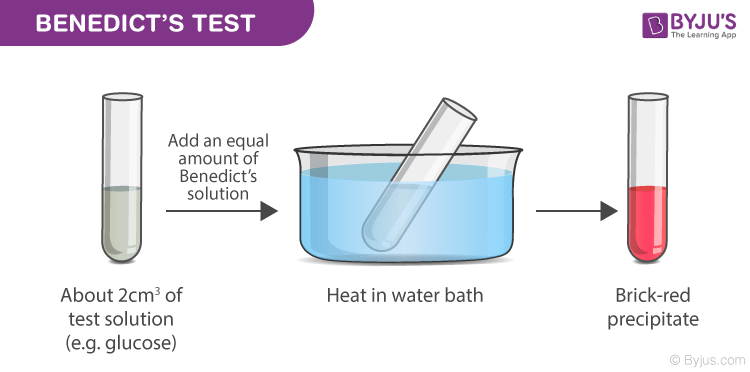 BENEDICT'S TEST
BYJU'S
The Learning App
Add an equal
amount of
Benedict's
solution
About 2cm³ of
test solution
(e.g. glucose)
Heat in water bath
Brick-red
precipitate
© Byjus.com